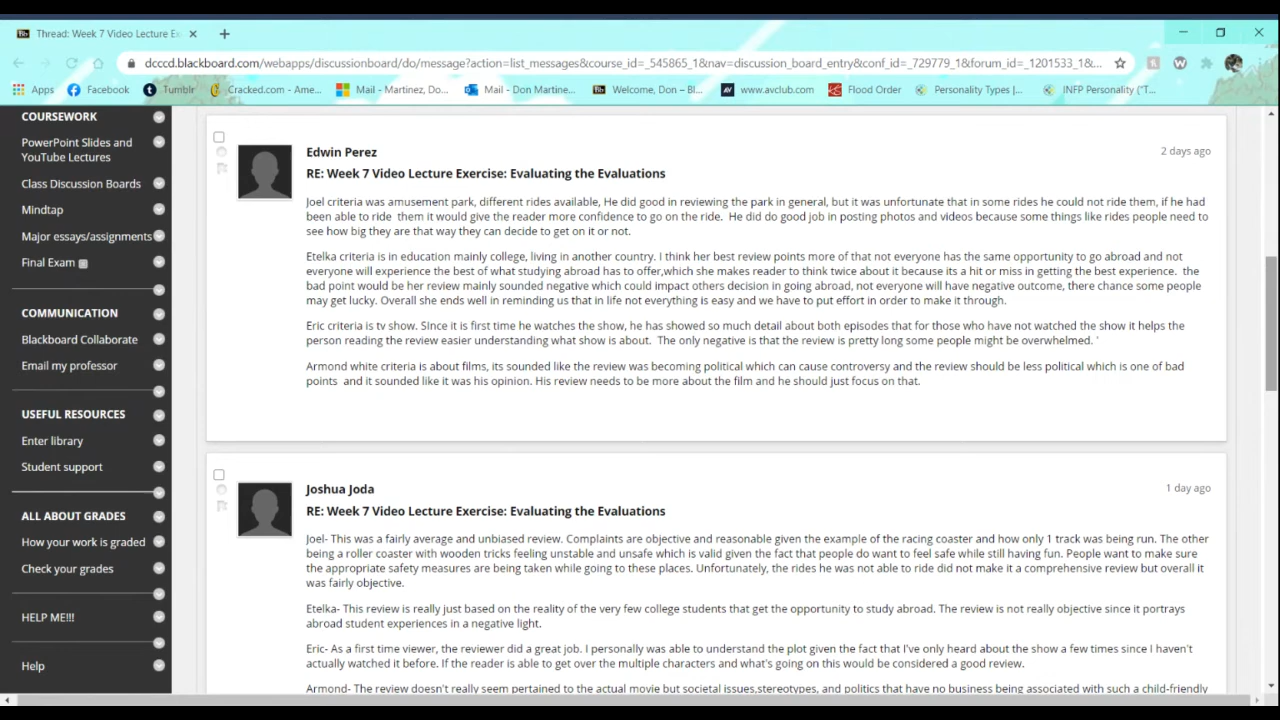 Thread: Week 7 Video Lecture Ex
dcccd.blackboard.com/webapps/discussionboard/do/message?action=list_messages&course_id=_545865_1&nav=discussion_board_entry&conf_id=_729779_1&forum_id=_1201533_1&...
Apps Facebook Tumblr Cracked.com - Ame... Mail - Martinez, Do... Mail - Don Martine... Welcome, Don – Bl... www.avclub.com Flood Order Personality Types |... INFP Personality ("T...
COURSEWORK
PowerPoint Slides and
YouTube Lectures
Class Discussion Boards
Mindtap
Major essays/assignments
Final Exam
COMMUNICATION
Blackboard Collaborate
Email my professor
USEFUL RESOURCES
Enter library
Student support
ALL ABOUT GRADES
How your work is graded
Check your grades
HELP ME!!!
Help
Edwin Perez 2 days ago
RE: Week 7 Video Lecture Exercise: Evaluating the Evaluations
Joel criteria was amusement park, different rides available, He did good in reviewing the park in general, but it was unfortunate that in some rides he could not ride them, if he had
been able to ride them it would give the reader more confidence to go on the ride. He did do good job in posting photos and videos because some things like rides people need to
see how big they are that way they can decide to get on it or not.
Etelka criteria is in education mainly college, living in another country. I think her best review points more of that not everyone has the same opportunity to go abroad and not
everyone will experience the best of what studying abroad has to offer,which she makes reader to think twice about it because its a hit or miss in getting the best experience. the
bad point would be her review mainly sounded negative which could impact others decision in going abroad, not everyone will have negative outcome, there chance some people
may get lucky. Overall she ends well in reminding us that in life not everything is easy and we have to put effort in order to make it through.
Eric criteria is tv show. SInce it is first time he watches the show, he has showed so much detail about both episodes that for those who have not watched the show it helps the
person reading the review easier understanding what show is about. The only negative is that the review is pretty long some people might be overwhelmed. '
Armond white criteria is about films, its sounded like the review was becoming political which can cause controversy and the review should be less political which is one of bad
points and it sounded like it was his opinion. His review needs to be more about the film and he should just focus on that.
Joshua Joda 1 day ago
RE: Week 7 Video Lecture Exercise: Evaluating the Evaluations
Joel- This was a fairly average and unbiased review. Complaints are objective and reasonable given the example of the racing coaster and how only 1 track was being run. The other
being a roller coaster with wooden tricks feeling unstable and unsafe which is valid given the fact that people do want to feel safe while still having fun. People want to make sure
the appropriate safety measures are being taken while going to these places. Unfortunately, the rides he was not able to ride did not make it a comprehensive review but overall it
was fairly objective.
Etelka- This review is really just based on the reality of the very few college students that get the opportunity to study abroad. The review is not really objective since it portrays
abroad student experiences in a negative light.
Eric- As a first time viewer, the reviewer did a great job. I personally was able to understand the plot given the fact that I've only heard about the show a few times since I haven't
actually watched it before. If the reader is able to get over the multiple characters and what's going on this would be considered a good review.
Armond- The review doesn't really seem pertained to the actual movie but societal issues,stereotypes, and politics that have no business being associated with such a child-friendly